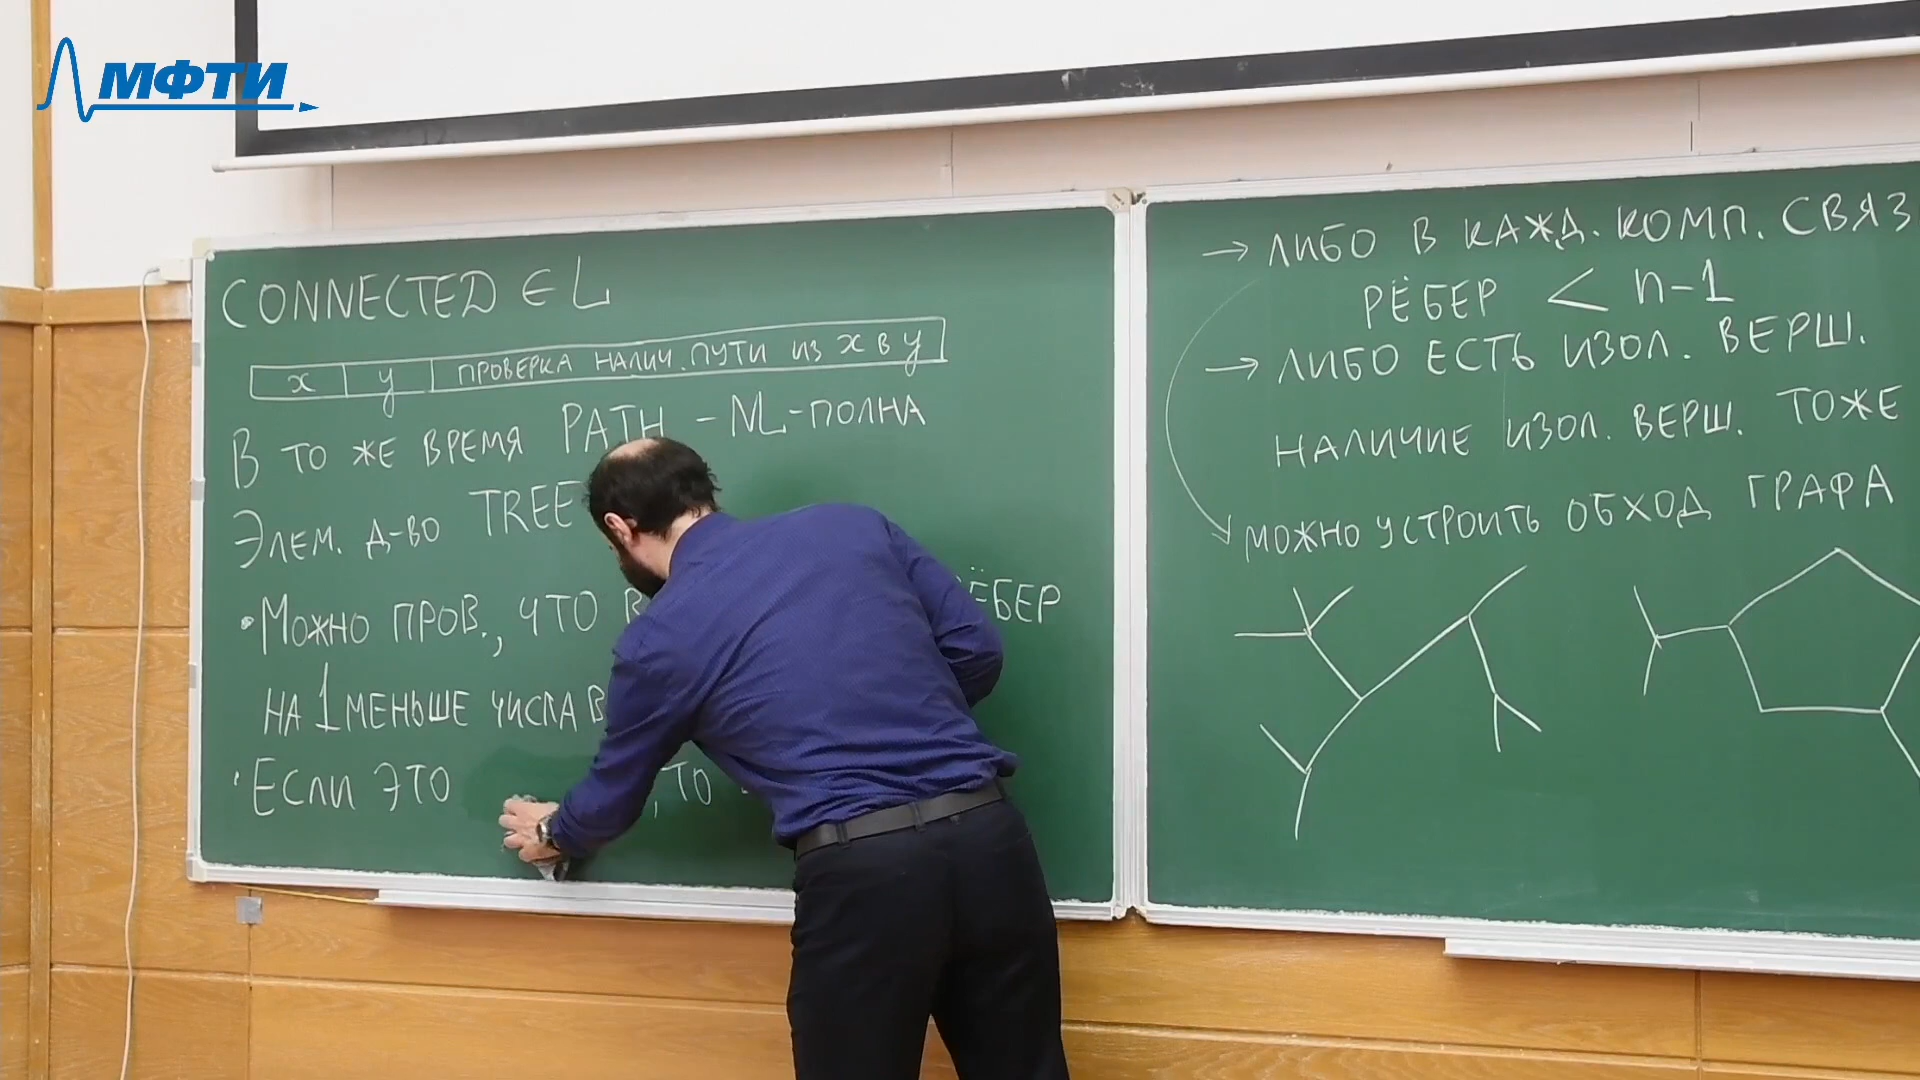 МФТИ
CONNECTED ∈ L
x y ПРОВЕРКА НАЛИЧ. ПУТИ ИЗ x В y
В ТО ЖЕ ВРЕМЯ PATH - NL-ПОЛНА
ЭЛЕМ. Д-ВО TREE
• МОЖНО ПРОВ., ЧТО РЁБЕР
НА 1 МЕНЬШЕ ЧИСЛА В
• ЕСЛИ ЭТО , ТО
→ ЛИБО В КАЖД. КОМП. СВЯЗ
РЁБЕР < n-1
→ ЛИБО ЕСТЬ ИЗОЛ. ВЕРШ.
НАЛИЧИЕ ИЗОЛ. ВЕРШ. ТОЖЕ
МОЖНО УСТРОИТЬ ОБХОД ГРАФА